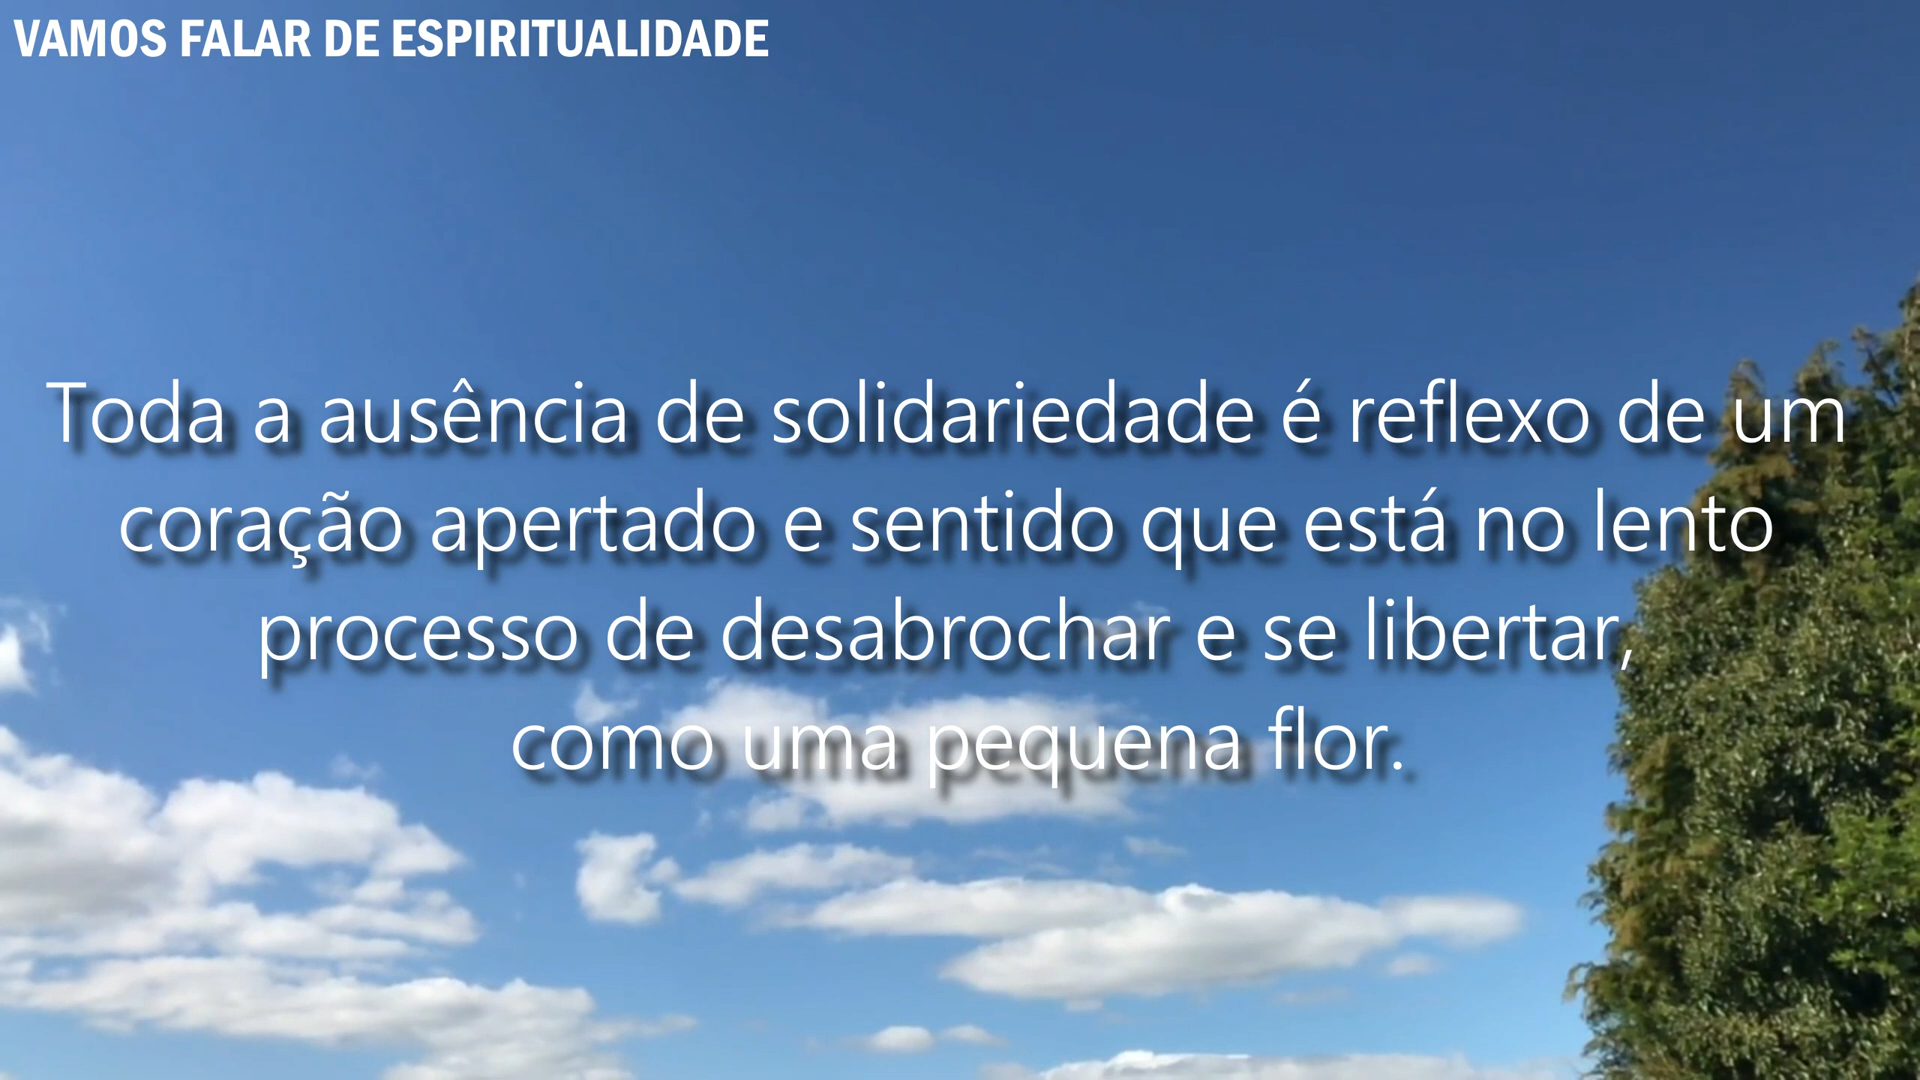 VAMOS FALAR DE ESPIRITUALIDADE
Toda a ausência de solidariedade é reflexo de um
coração apertado e sentido que está no lento
processo de desabrochar e se libertar,
como uma pequena flor.